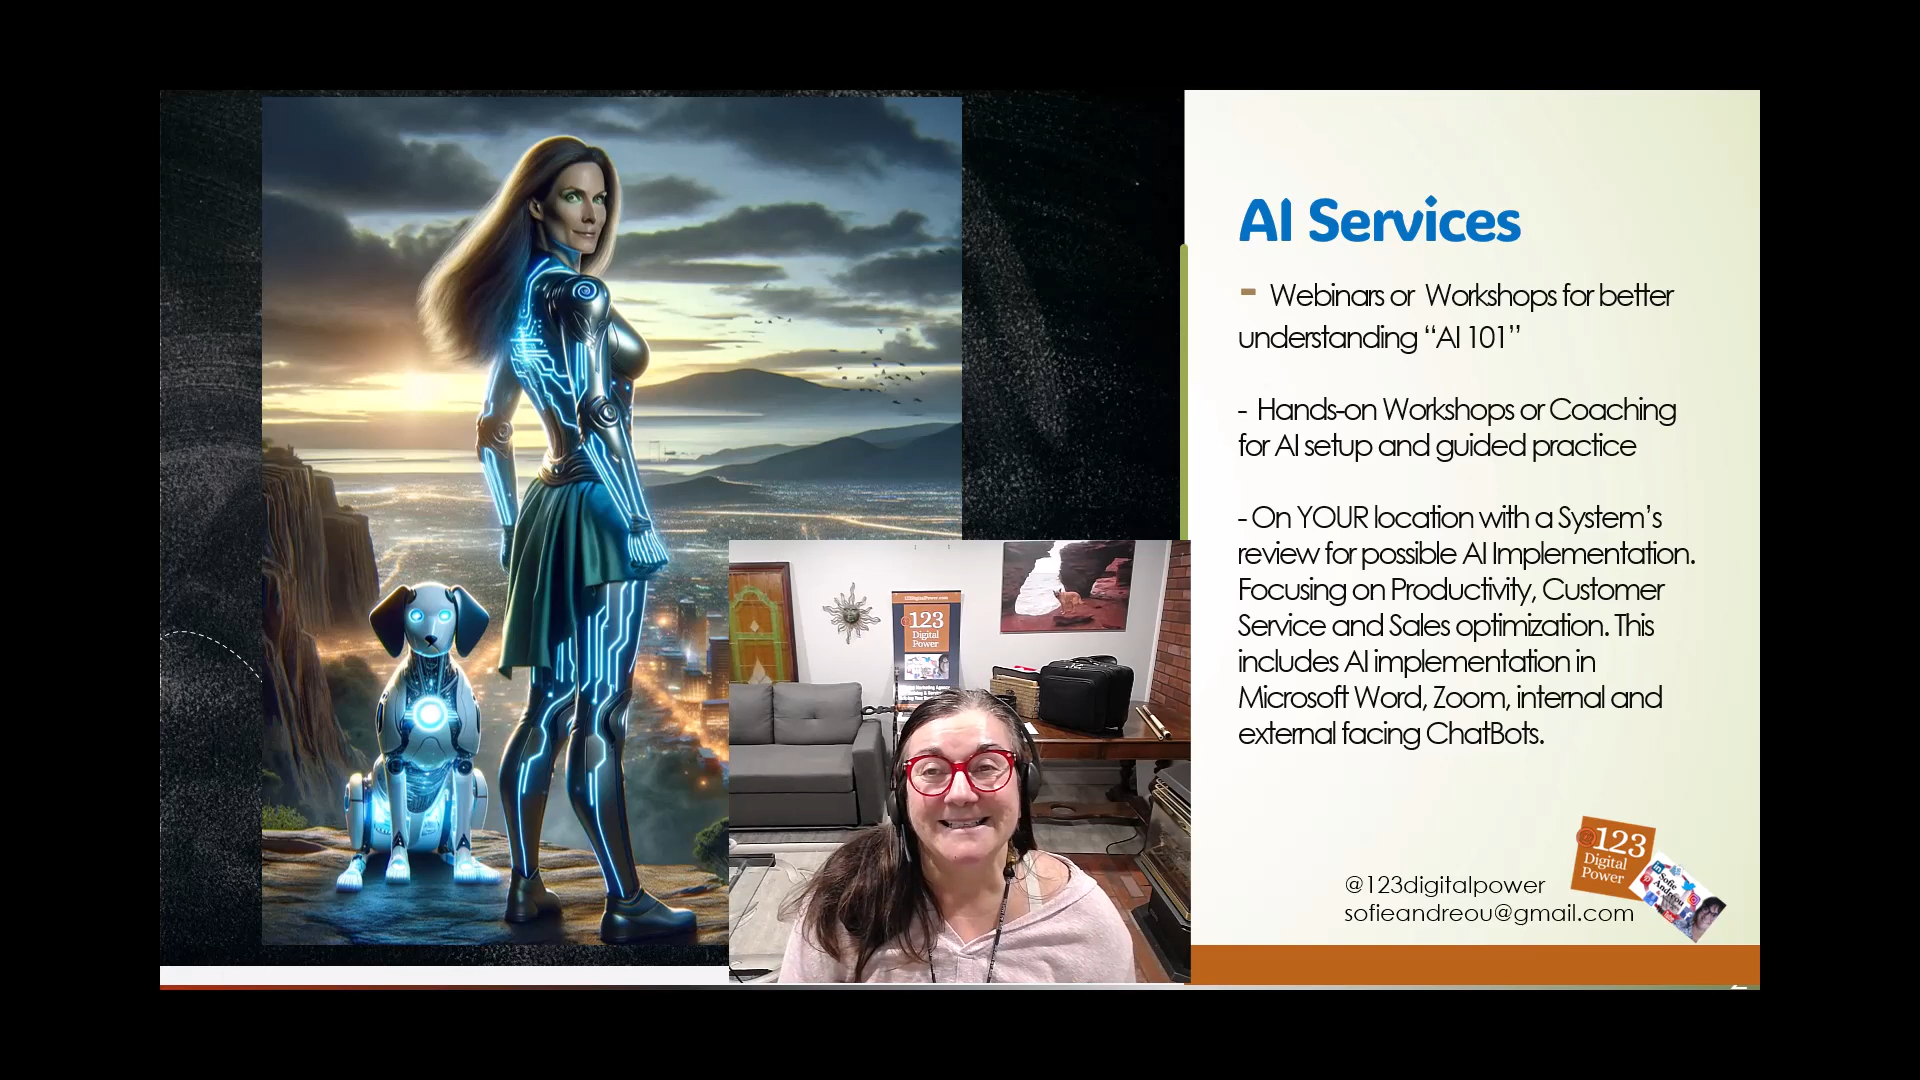 AI Services
- Webinars or Workshops for better
understanding “AI 101”
- Hands-on Workshops or Coaching
for AI setup and guided practice
- On YOUR location with a System’s
review for possible AI Implementation.
Focusing on Productivity, Customer
Service and Sales optimization. This
includes AI implementation in
Microsoft Word, Zoom, internal and
external facing ChatBots.
@123digitalpower
sofieandreou@gmail.com
@123
Digital
Power
Sofie
Andreou
123
Digital
Power